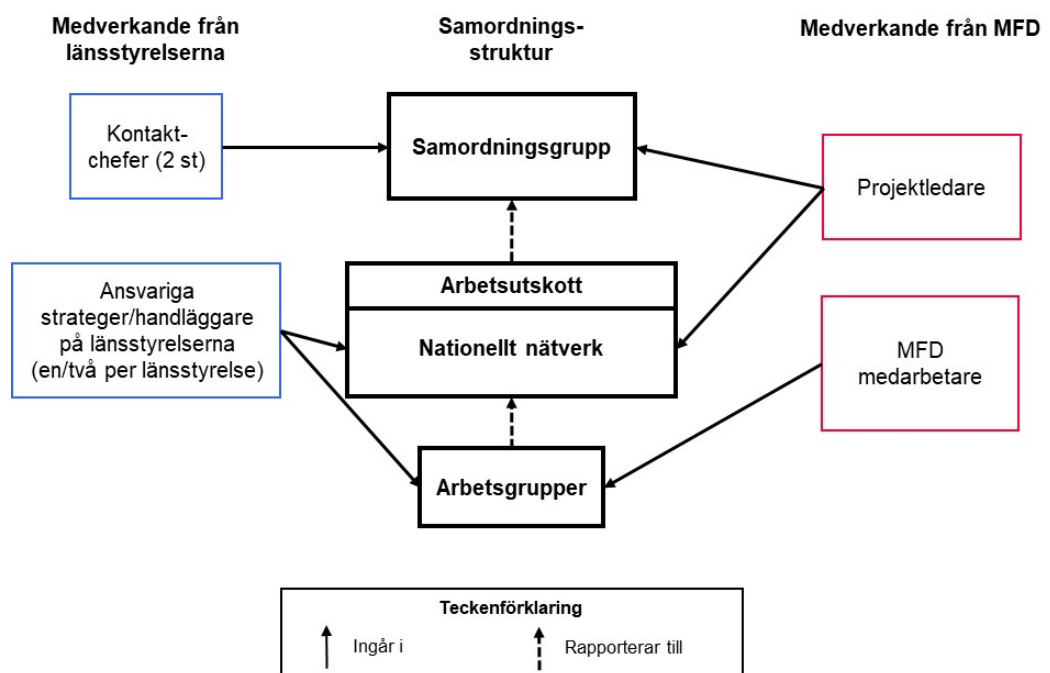 Medverkande från
länsstyrelserna
Samordnings-
struktur
Medverkande från MFD
Kontakt-
chefer (2 st)
Samordningsgrupp
Projektledare
Ansvariga
strateger/handläggare
på länsstyrelserna
(en/två per länsstyrelse)
Arbetsutskott
Nationellt nätverk
MFD
medarbetare
Arbetsgrupper
Teckenförklaring
Ingår i
Rapporterar till